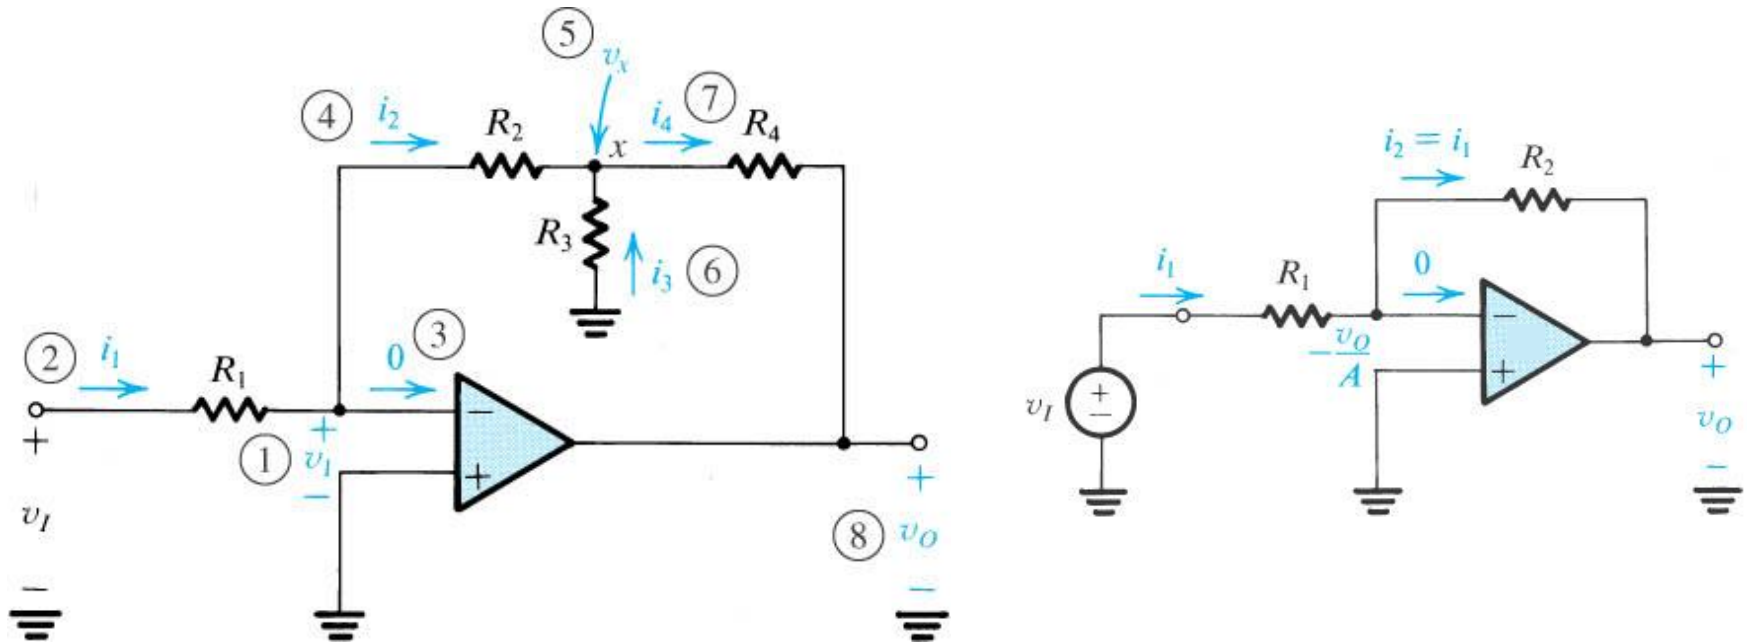 ⑤
v_x
④
i_2
R_2
x
i_4
⑦
R_4
R_3
i_3
⑥
②
i_1
R_1
0
③
−
+
①
+
v_1
−
+
v_I
−
+
⑧
v_O
−
i_2 = i_1
R_2
i_1
R_1
0
−
+
−v_O/A
v_I
+
−
+
v_O
−